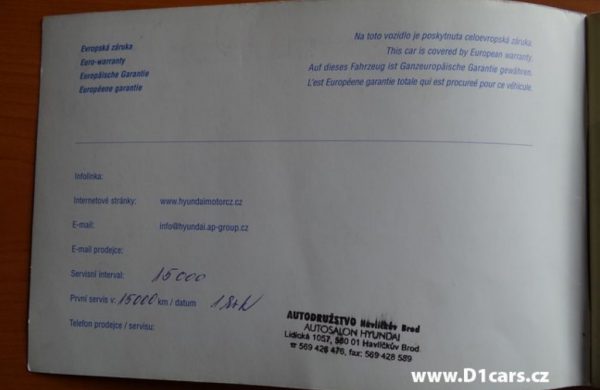 Evropská záruka
Euro-warranty
Europäische Garantie
Européene garantie
Na toto vozidlo je poskytnuta celoevropská záruka.
This car is covered by European warranty.
Auf dieses Fahrzeug ist Ganzeuropäische Garantie gewähren.
L'est Européene garantie totale qui est procureé pour ce véhicule.
Infolinka:
Internetové stránky: www.hyundaimotorcz.cz
E-mail: info@hyundai.ap-group.cz
E-mail prodejce:
Servisní interval: 15000
První servis v: 15000 km / datum 1 rok
Telefon prodejce / servisu:
AUTODRUŽSTVO Havlíčkův Brod
AUTOSALON HYUNDAI
Lidická 1057, 580 01 Havlíčkův Brod
☎ 569 426 476, fax: 569 428 589
www.D1cars.cz